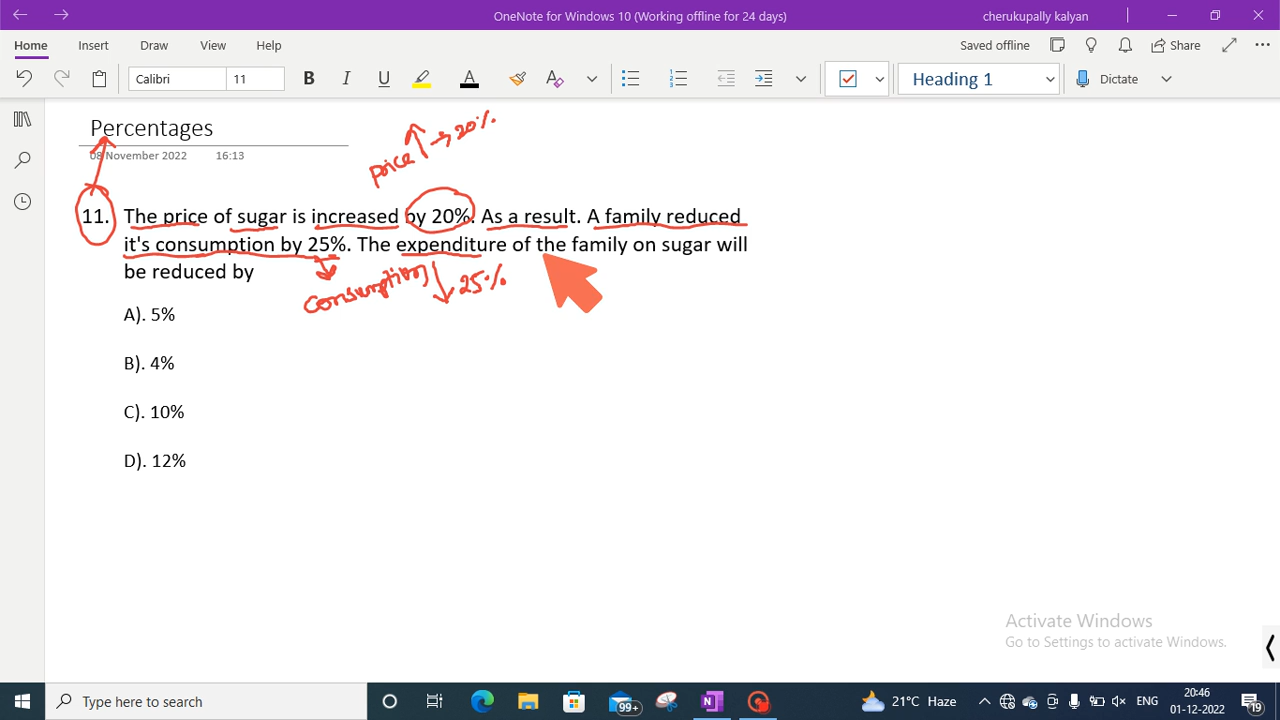 OneNote for Windows 10 (Working offline for 24 days)
cherukupally kalyan
Home Insert Draw View Help
Saved offline
Share
Calibri 11 B I U A A
Heading 1
Dictate
Percentages
08 November 2022 16:13
price → 20%
11. The price of sugar is increased by 20%. As a result. A family reduced
it's consumption by 25%. The expenditure of the family on sugar will
be reduced by
consumption 25%
A). 5%
B). 4%
C). 10%
D). 12%
Activate Windows
Go to Settings to activate Windows.
Type here to search
99+
21°C Haze
ENG
20:46
01-12-2022
19